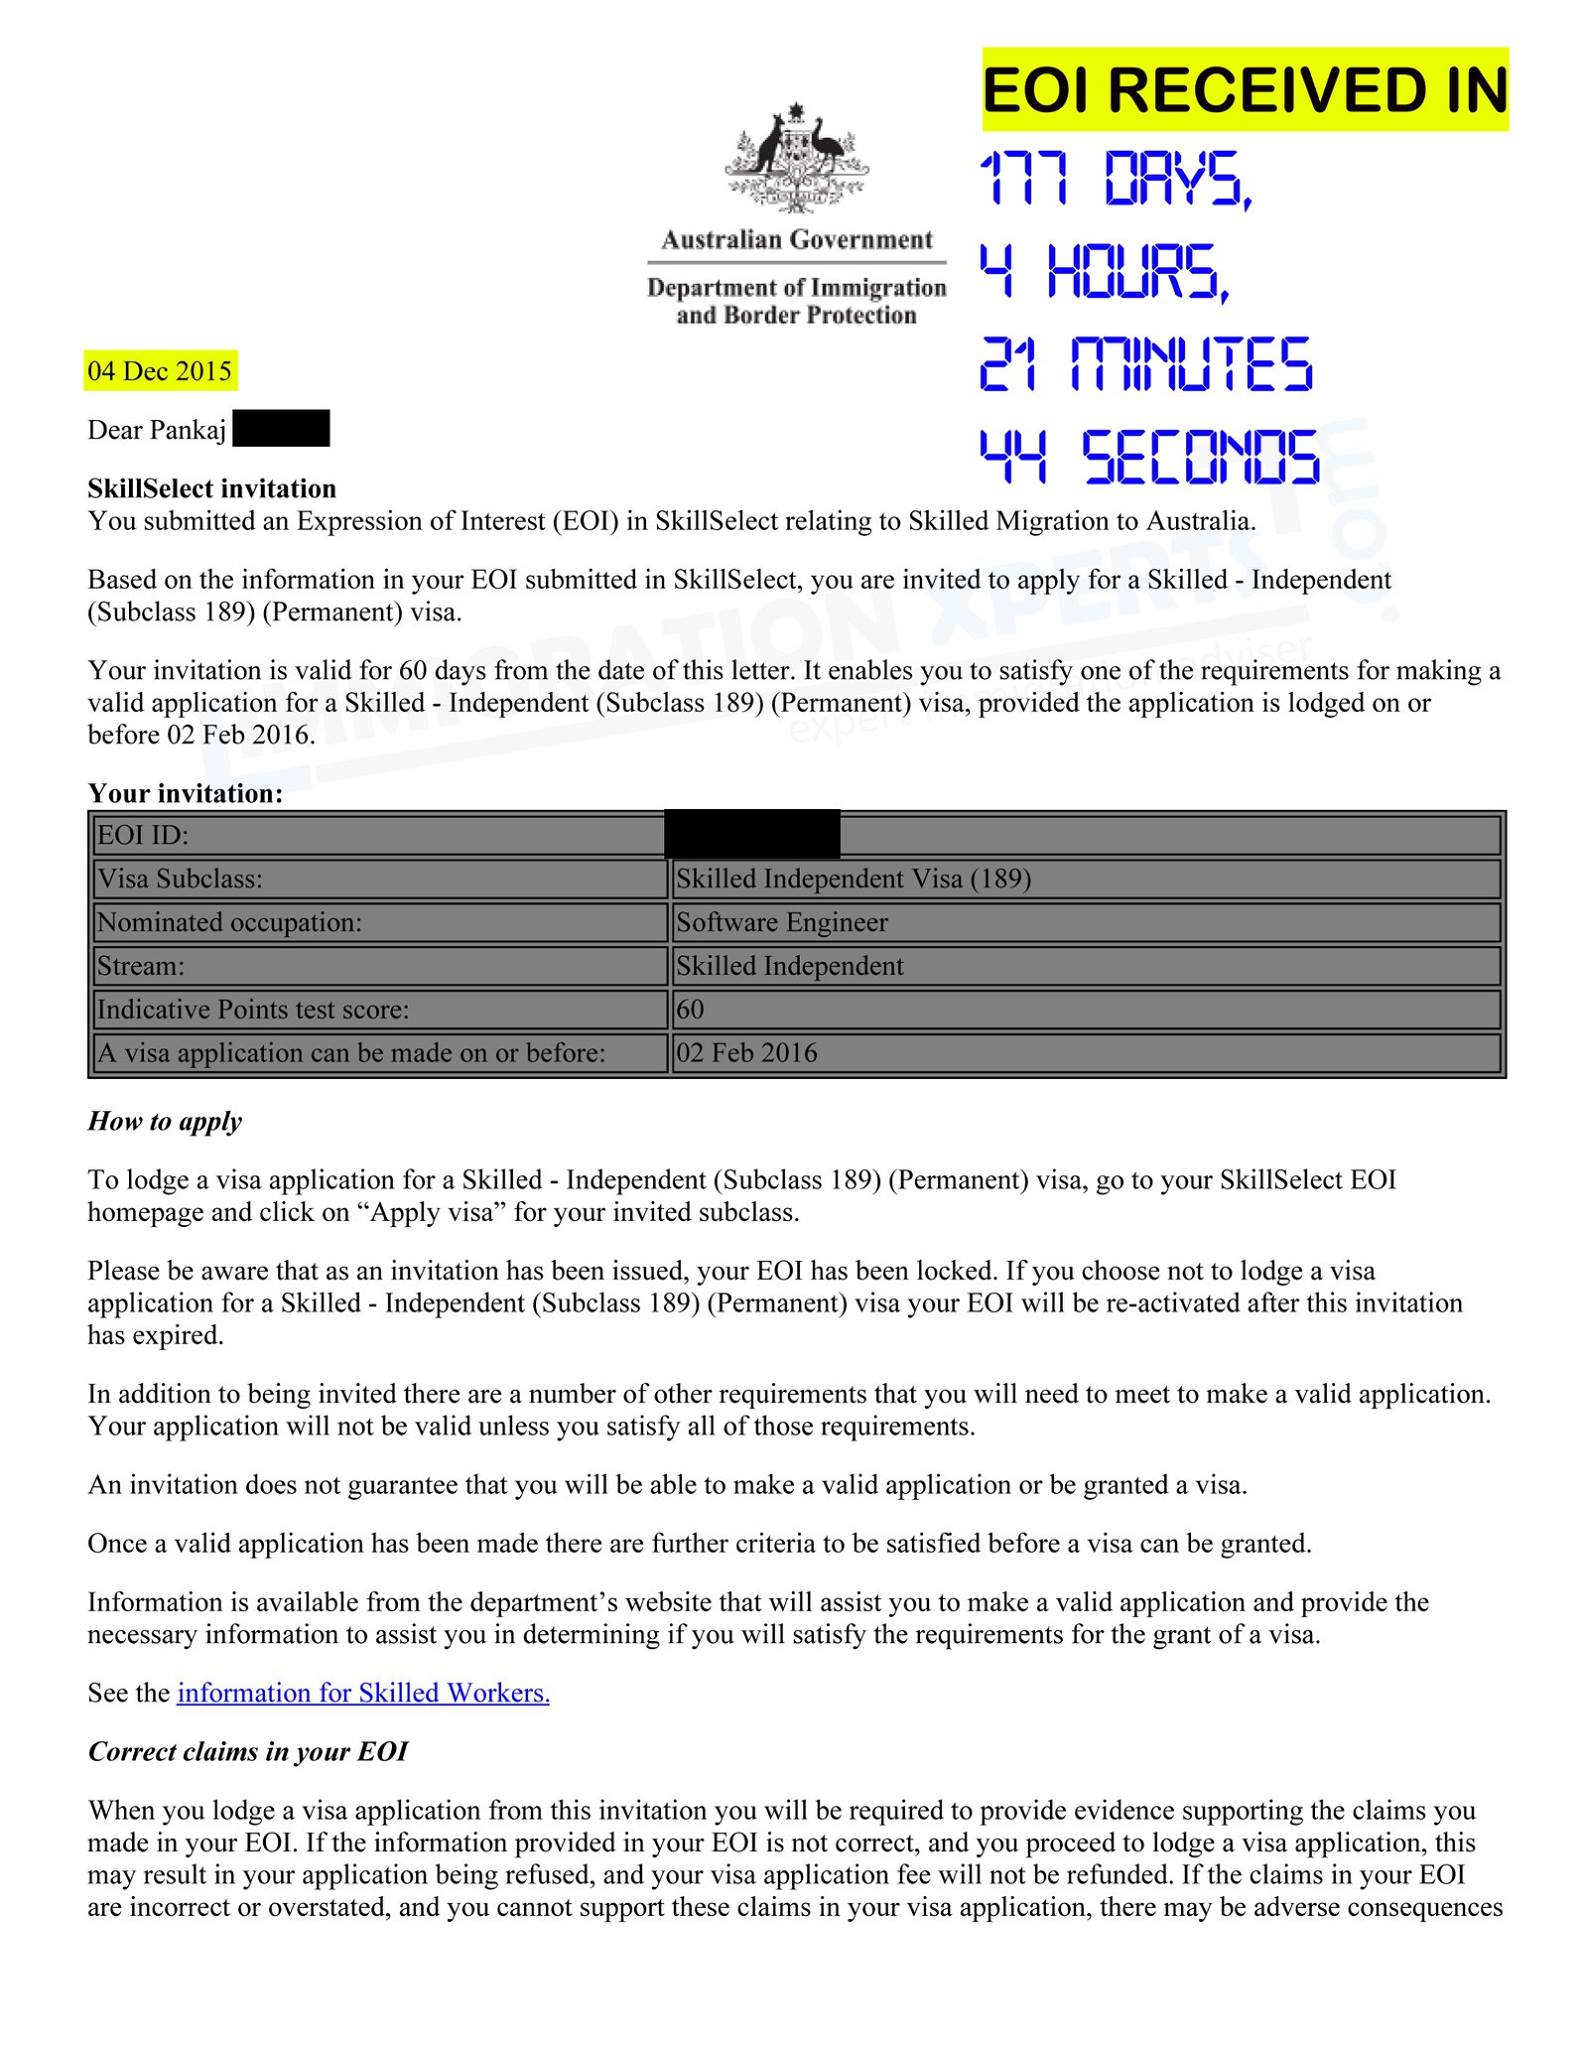 EOI RECEIVED IN
177 DAYS,
4 HOURS,
21 MINUTES
44 SECONDS
AUSTRALIA
Australian Government
Department of Immigration
and Border Protection
04 Dec 2015
Dear Pankaj
SkillSelect invitation
You submitted an Expression of Interest (EOI) in SkillSelect relating to Skilled Migration to Australia.
Based on the information in your EOI submitted in SkillSelect, you are invited to apply for a Skilled - Independent
(Subclass 189) (Permanent) visa.
Your invitation is valid for 60 days from the date of this letter. It enables you to satisfy one of the requirements for making a
valid application for a Skilled - Independent (Subclass 189) (Permanent) visa, provided the application is lodged on or
before 02 Feb 2016.
IMMIGRATION XPERTS
.com
expert immigration adviser
Your invitation:
EOI ID:
Visa Subclass: Skilled Independent Visa (189)
Nominated occupation: Software Engineer
Stream: Skilled Independent
Indicative Points test score: 60
A visa application can be made on or before: 02 Feb 2016
How to apply
To lodge a visa application for a Skilled - Independent (Subclass 189) (Permanent) visa, go to your SkillSelect EOI
homepage and click on “Apply visa” for your invited subclass.
Please be aware that as an invitation has been issued, your EOI has been locked. If you choose not to lodge a visa
application for a Skilled - Independent (Subclass 189) (Permanent) visa your EOI will be re-activated after this invitation
has expired.
In addition to being invited there are a number of other requirements that you will need to meet to make a valid application.
Your application will not be valid unless you satisfy all of those requirements.
An invitation does not guarantee that you will be able to make a valid application or be granted a visa.
Once a valid application has been made there are further criteria to be satisfied before a visa can be granted.
Information is available from the department’s website that will assist you to make a valid application and provide the
necessary information to assist you in determining if you will satisfy the requirements for the grant of a visa.
See the information for Skilled Workers.
Correct claims in your EOI
When you lodge a visa application from this invitation you will be required to provide evidence supporting the claims you
made in your EOI. If the information provided in your EOI is not correct, and you proceed to lodge a visa application, this
may result in your application being refused, and your visa application fee will not be refunded. If the claims in your EOI
are incorrect or overstated, and you cannot support these claims in your visa application, there may be adverse consequences